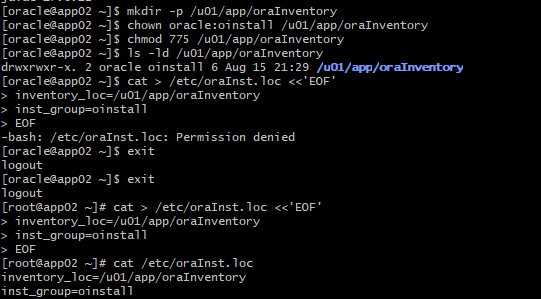 [oracle@app02 ~]$ mkdir -p /u01/app/oraInventory
[oracle@app02 ~]$ chown oracle:oinstall /u01/app/oraInventory
[oracle@app02 ~]$ chmod 775 /u01/app/oraInventory
[oracle@app02 ~]$ ls -ld /u01/app/oraInventory
drwxrwxr-x. 2 oracle oinstall 6 Aug 15 21:29 /u01/app/oraInventory
[oracle@app02 ~]$ cat > /etc/oraInst.loc <<'EOF'
> inventory_loc=/u01/app/oraInventory
> inst_group=oinstall
> EOF
-bash: /etc/oraInst.loc: Permission denied
[oracle@app02 ~]$ exit
logout
[oracle@app02 ~]$ exit
logout
[root@app02 ~]# cat > /etc/oraInst.loc <<'EOF'
> inventory_loc=/u01/app/oraInventory
> inst_group=oinstall
> EOF
[root@app02 ~]# cat /etc/oraInst.loc
inventory_loc=/u01/app/oraInventory
inst_group=oinstall